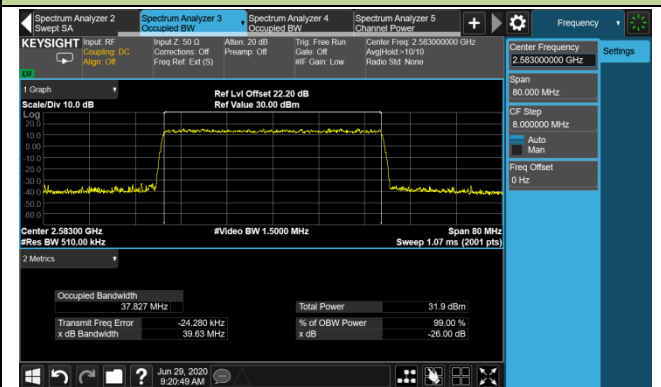 Spectrum Analyzer 2
Swept SA
Spectrum Analyzer 3
Occupied BW
Spectrum Analyzer 4
Occupied BW
Spectrum Analyzer 5
Channel Power
Frequency
KEYSIGHT
Input: RF
Coupling: DC
Align: Off
Input Z: 50 Ω
Corrections: Off
Freq Ref: Ext (S)
Atten: 20 dB
Preamp: Off
Trig: Free Run
Gate: Off
#IF Gain: Low
Center Freq: 2.583000000 GHz
Avg|Hold:>10/10
Radio Std: None
LXI
Center Frequency
2.583000000 GHz
Settings
Span
80.000 MHz
CF Step
8.000000 MHz
Auto
Man
Freq Offset
0 Hz
1 Graph
Scale/Div 10.0 dB
Ref Lvl Offset 22.20 dB
Ref Value 30.00 dBm
Log
20.0
10.0
0.00
-10.0
-20.0
-30.0
-40.0
-50.0
-60.0
Center 2.58300 GHz
#Res BW 510.00 kHz
#Video BW 1.5000 MHz
Span 80 MHz
Sweep 1.07 ms (2001 pts)
2 Metrics
Occupied Bandwidth
37.827 MHz
Total Power 31.9 dBm
Transmit Freq Error -24.280 kHz
% of OBW Power 99.00 %
x dB Bandwidth 39.63 MHz
x dB -26.00 dB
Jun 29, 2020
9:20:49 AM